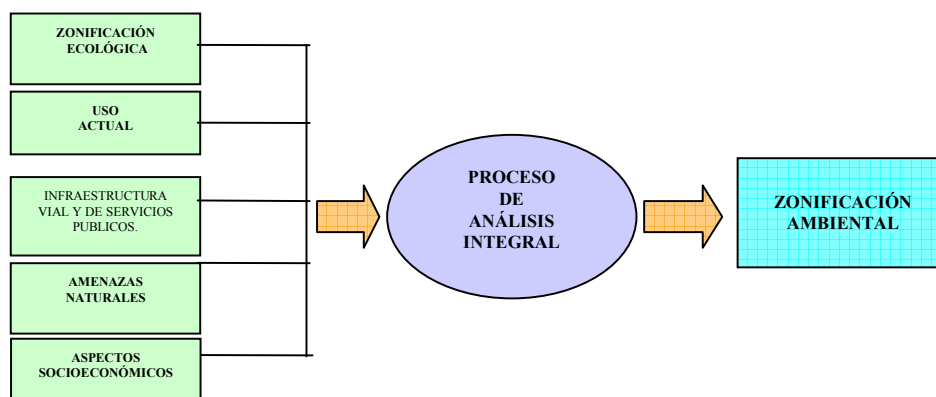 ZONIFICACIÓN
ECOLÓGICA
USO
ACTUAL
INFRAESTRUCTURA
VIAL Y DE SERVICIOS
PUBLICOS.
AMENAZAS
NATURALES
ASPECTOS
SOCIOECONÓMICOS
PROCESO
DE
ANÁLISIS
INTEGRAL
ZONIFICACIÓN
AMBIENTAL